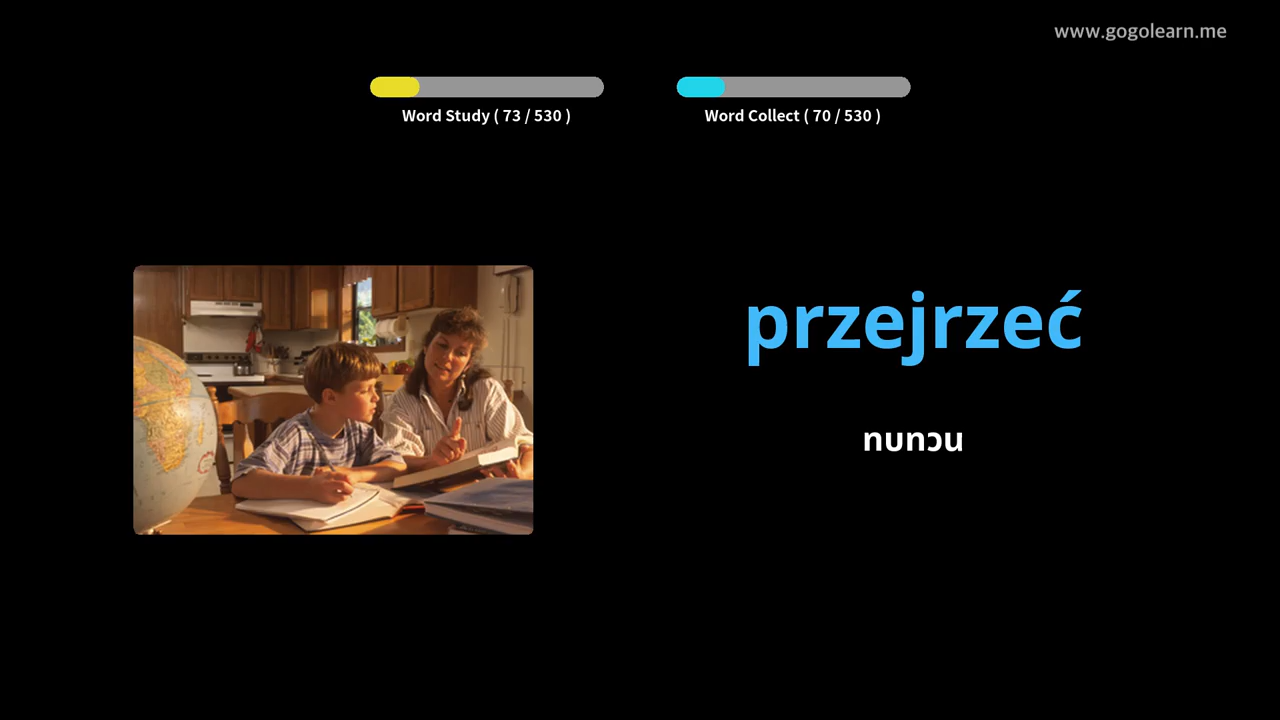 www.gogolearn.me
Word Study ( 73 / 530 )
Word Collect ( 70 / 530 )
przejrzeć
ทบทวน